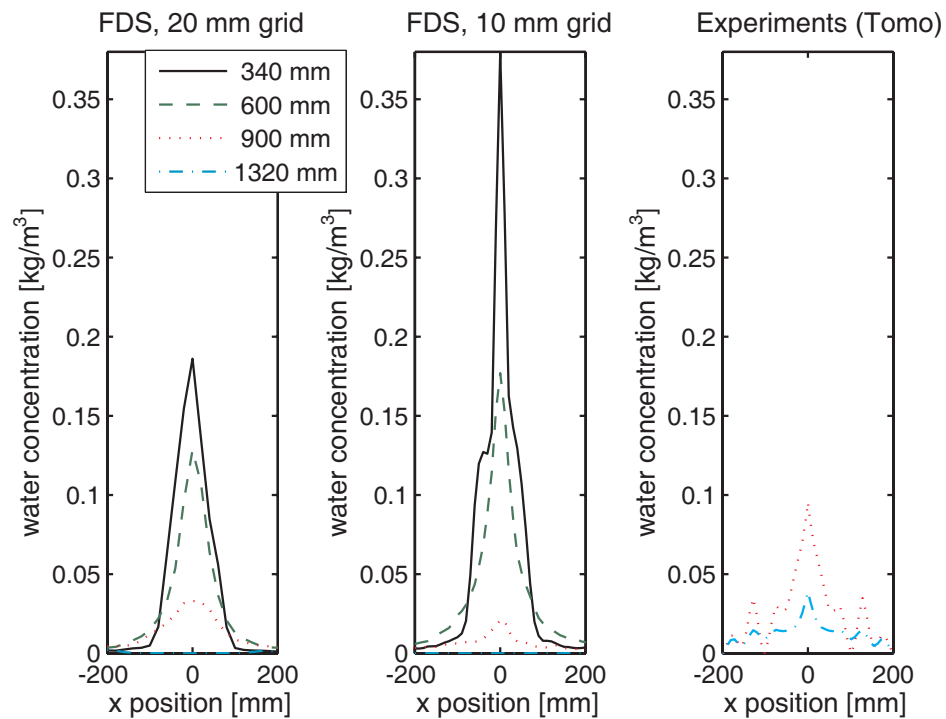 FDS, 20 mm grid
FDS, 10 mm grid
Experiments (Tomo)
340 mm
600 mm
900 mm
1320 mm
water concentration [kg/m³]
0.35
0.3
0.25
0.2
0.15
0.1
0.05
0
-200
0
200
x position [mm]
water concentration [kg/m³]
0.35
0.3
0.25
0.2
0.15
0.1
0.05
0
-200
0
200
x position [mm]
water concentration [kg/m³]
0.35
0.3
0.25
0.2
0.15
0.1
0.05
0
-200
0
200
x position [mm]